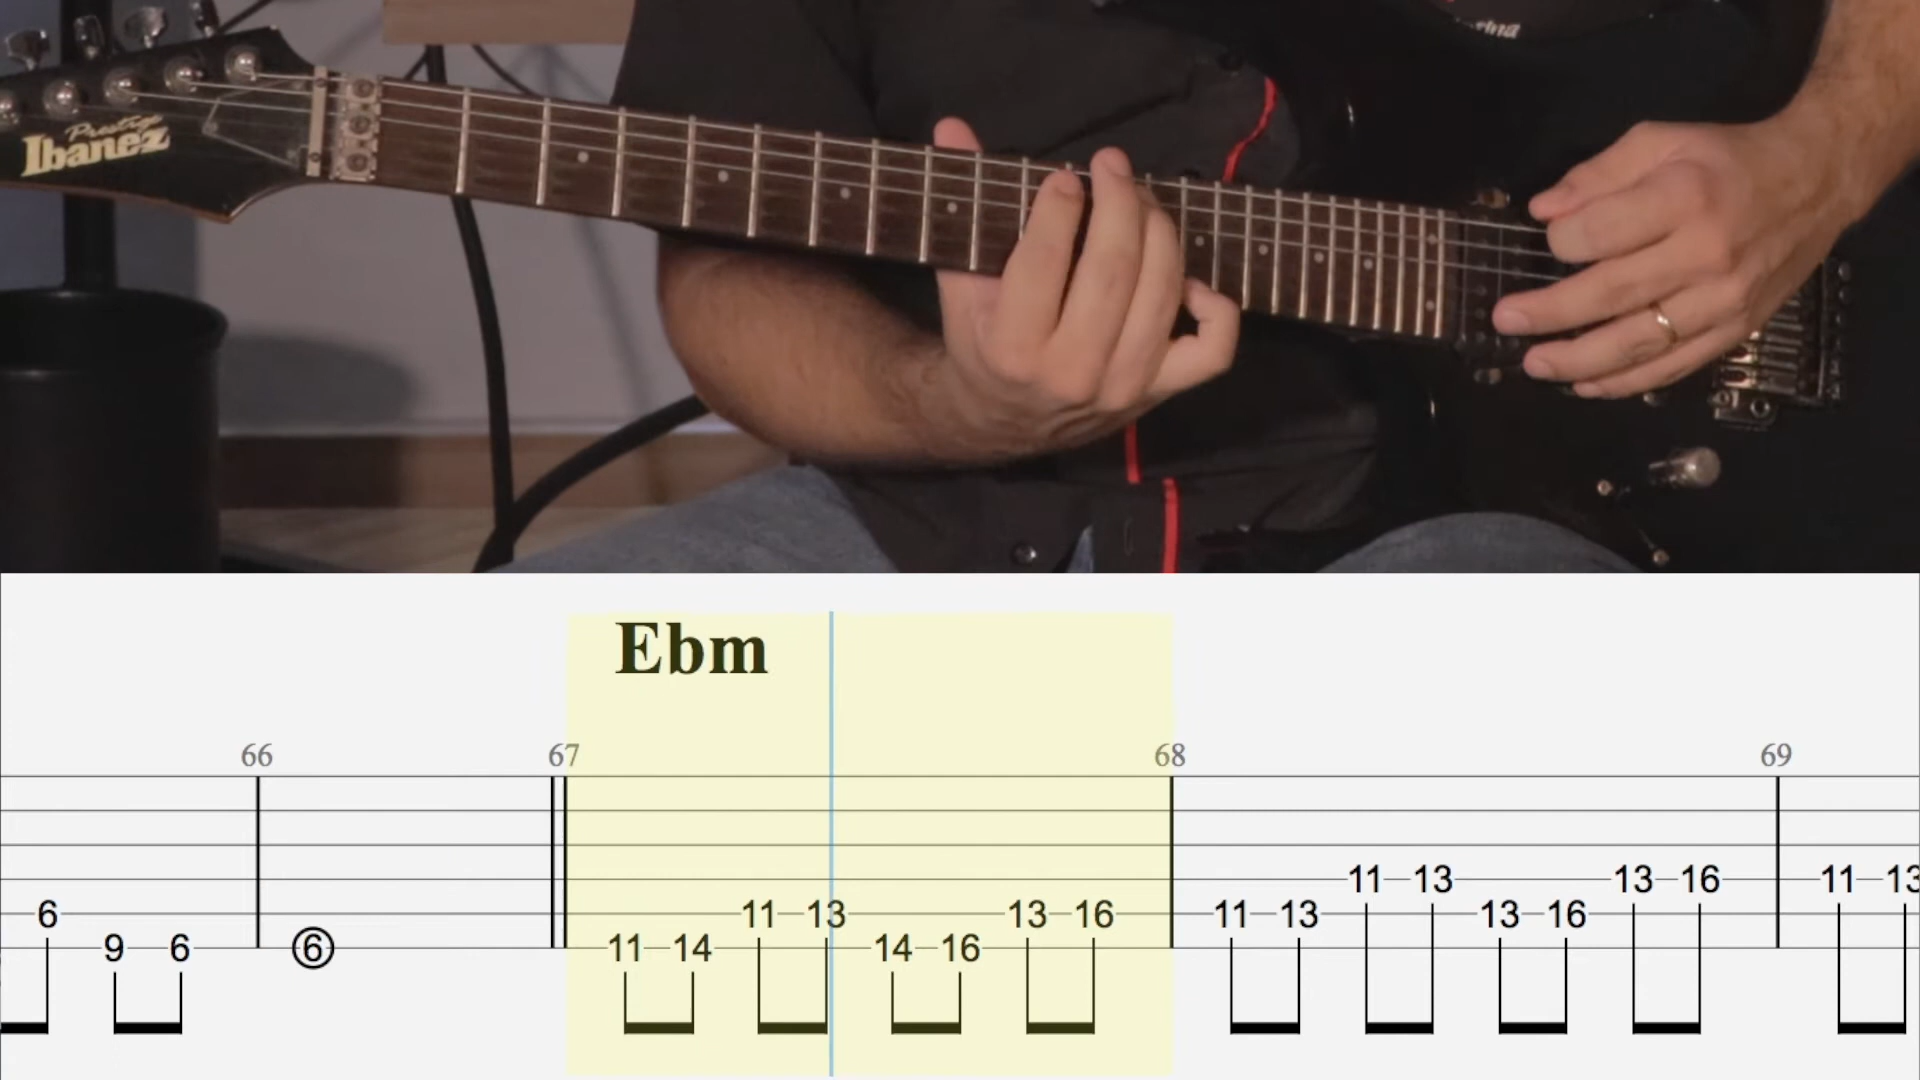 Prestige
Ibanez
Ebm
66 67 68 69
11 13 13 16 11 13
6 11 13 13 16 11 13 13 16
9 6 6 11 14 14 16